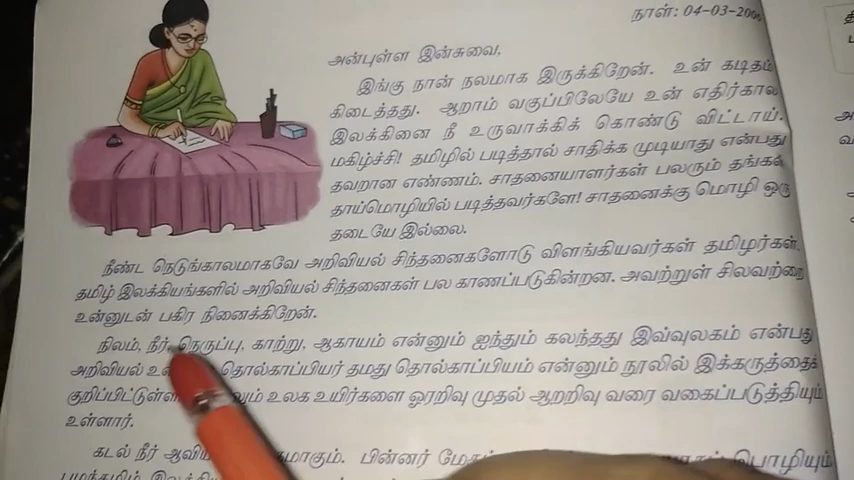 நாள்: 04-03-200
அன்புள்ள இன்சுவை,
இங்கு நான் நலமாக இருக்கிறேன். உன் கடிதம்
கிடைத்தது. ஆறாம் வகுப்பிலேயே உன் எதிர்கால
இலக்கினை நீ உருவாக்கிக் கொண்டு விட்டாய்.
மகிழ்ச்சி! தமிழில் படித்தால் சாதிக்க முடியாது என்பது
தவறான எண்ணம். சாதனையாளர்கள் பலரும் தங்கள்
தாய்மொழியில் படித்தவர்களே! சாதனைக்கு மொழி ஒரு
தடையே இல்லை.
நீண்ட நெடுங்காலமாகவே அறிவியல் சிந்தனைகளோடு விளங்கியவர்கள் தமிழர்கள்.
தமிழ் இலக்கியங்களில் அறிவியல் சிந்தனைகள் பல காணப்படுகின்றன. அவற்றுள் சிலவற்றை
உன்னுடன் பகிர நினைக்கிறேன்.
நிலம், நீர், நெருப்பு, காற்று, ஆகாயம் என்னும் ஐந்தும் கலந்தது இவ்வுலகம் என்பது
அறிவியல் தொல்காப்பியர் தமது தொல்காப்பியம் என்னும் நூலில் இக்கருத்தைக்
குறிப்பிட்டுள்ளா உலக உயிர்களை ஓரறிவு முதல் ஆறறிவு வரை வகைப்படுத்தியும்
உள்ளார்.
கடல் நீர் பின்னர் பொழியும்